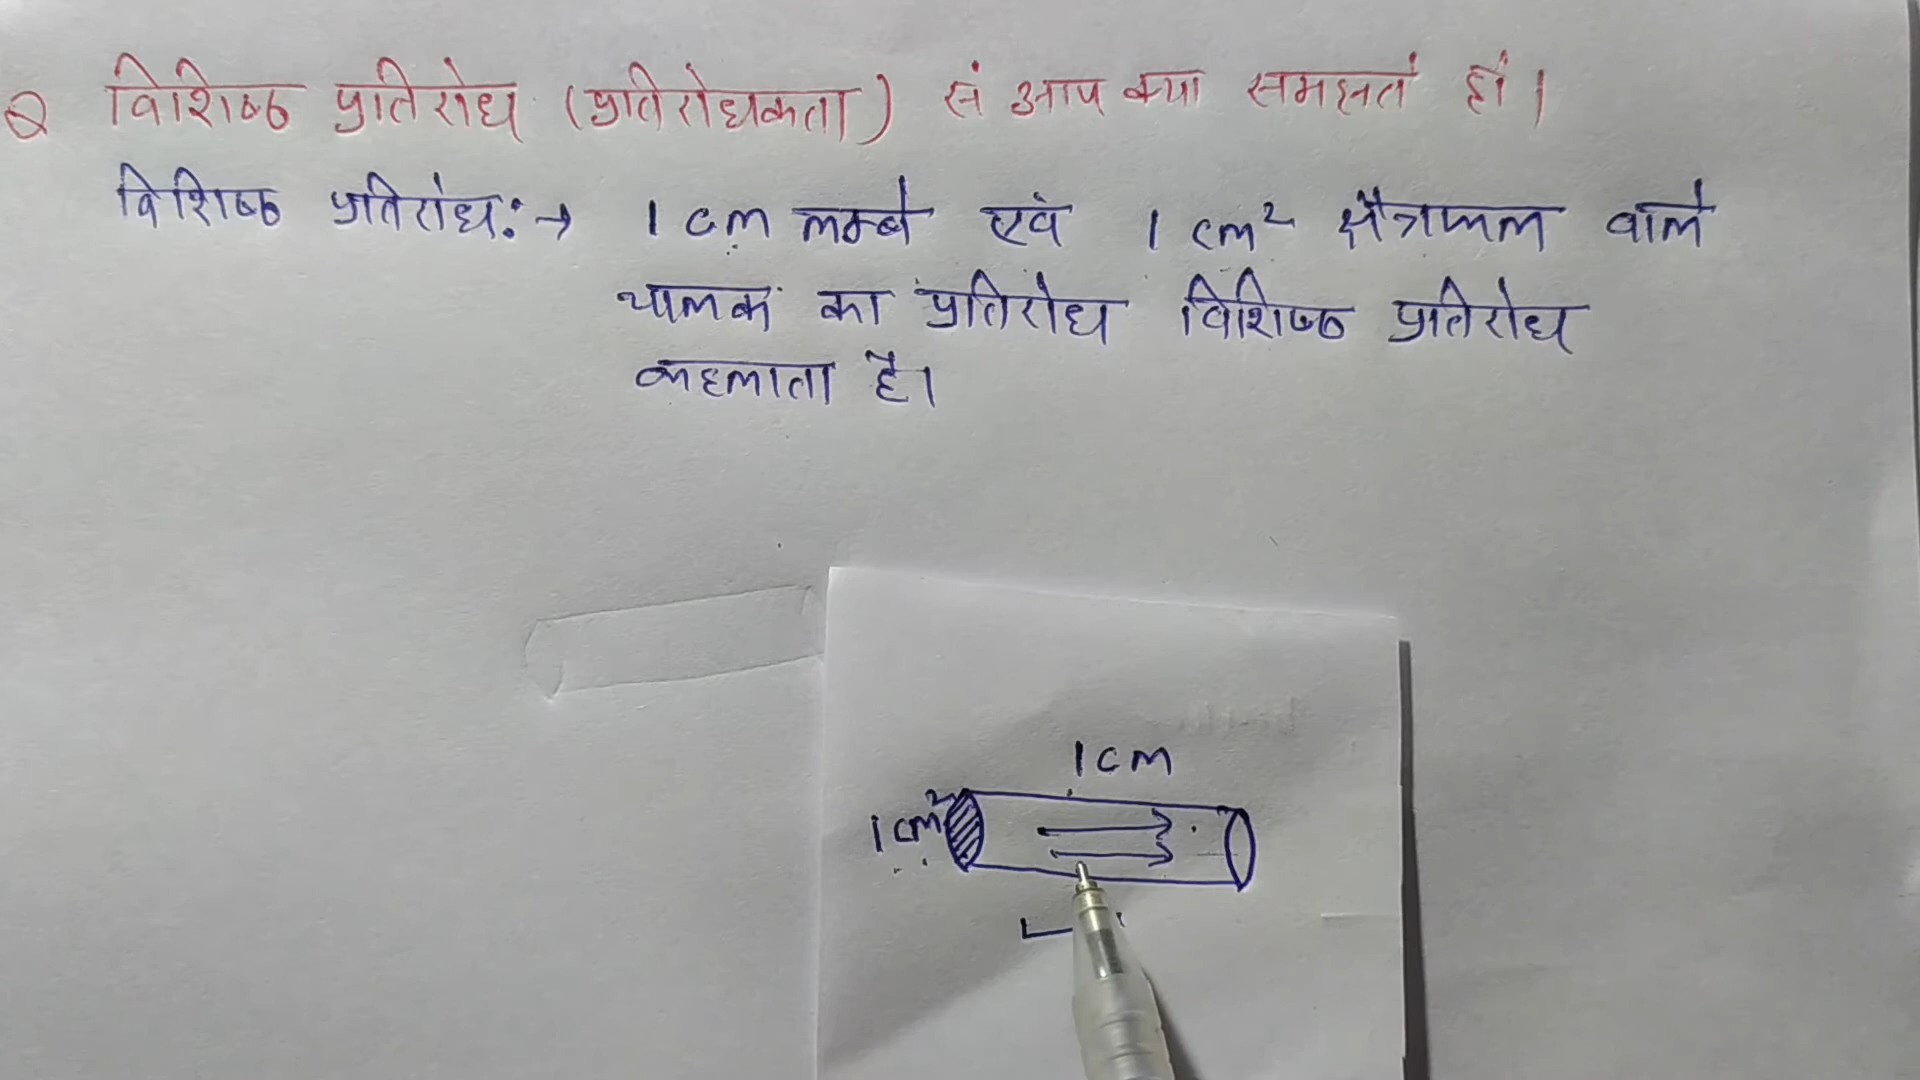 Q विशिष्ठ प्रतिरोध (प्रतिरोधकता) सं आप क्या समझतं हों।
विशिष्ठ प्रतिरोध:→ 1 cm लम्बे एवं 1 cm² क्षैत्रफल वाले
चालक का प्रतिरोध विशिष्ठ प्रतिरोध
कहलाता है।
1cm
1cm²